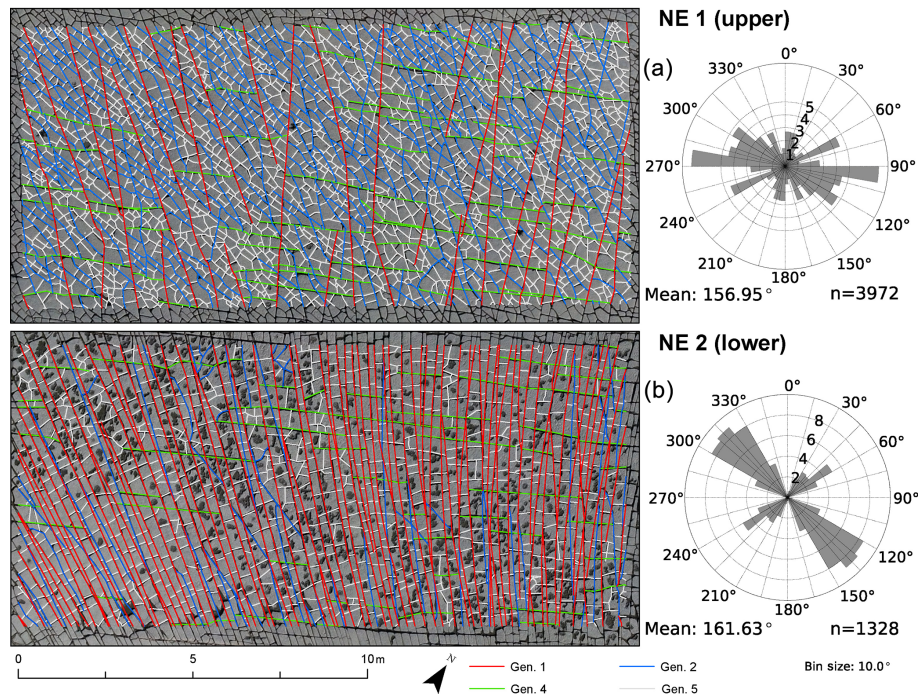 NE 1 (upper)
(a)
0°
330°
30°
300°
60°
5
4
3
2
1
270°
90°
240°
120°
210°
150°
180°
Mean: 156.95°
n=3972
NE 2 (lower)
(b)
0°
330°
30°
300°
60°
8
6
4
2
270°
90°
240°
120°
210°
150°
180°
Mean: 161.63°
n=1328
0
5
10m
N
Gen. 1
Gen. 2
Bin size: 10.0°
Gen. 4
Gen. 5